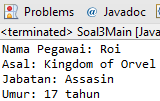 Problems @ Javadoc
<terminated> Soal3Main [Java
Nama Pegawai: Roi
Asal: Kingdom of Orvel
Jabatan: Assasin
Umur: 17 tahun